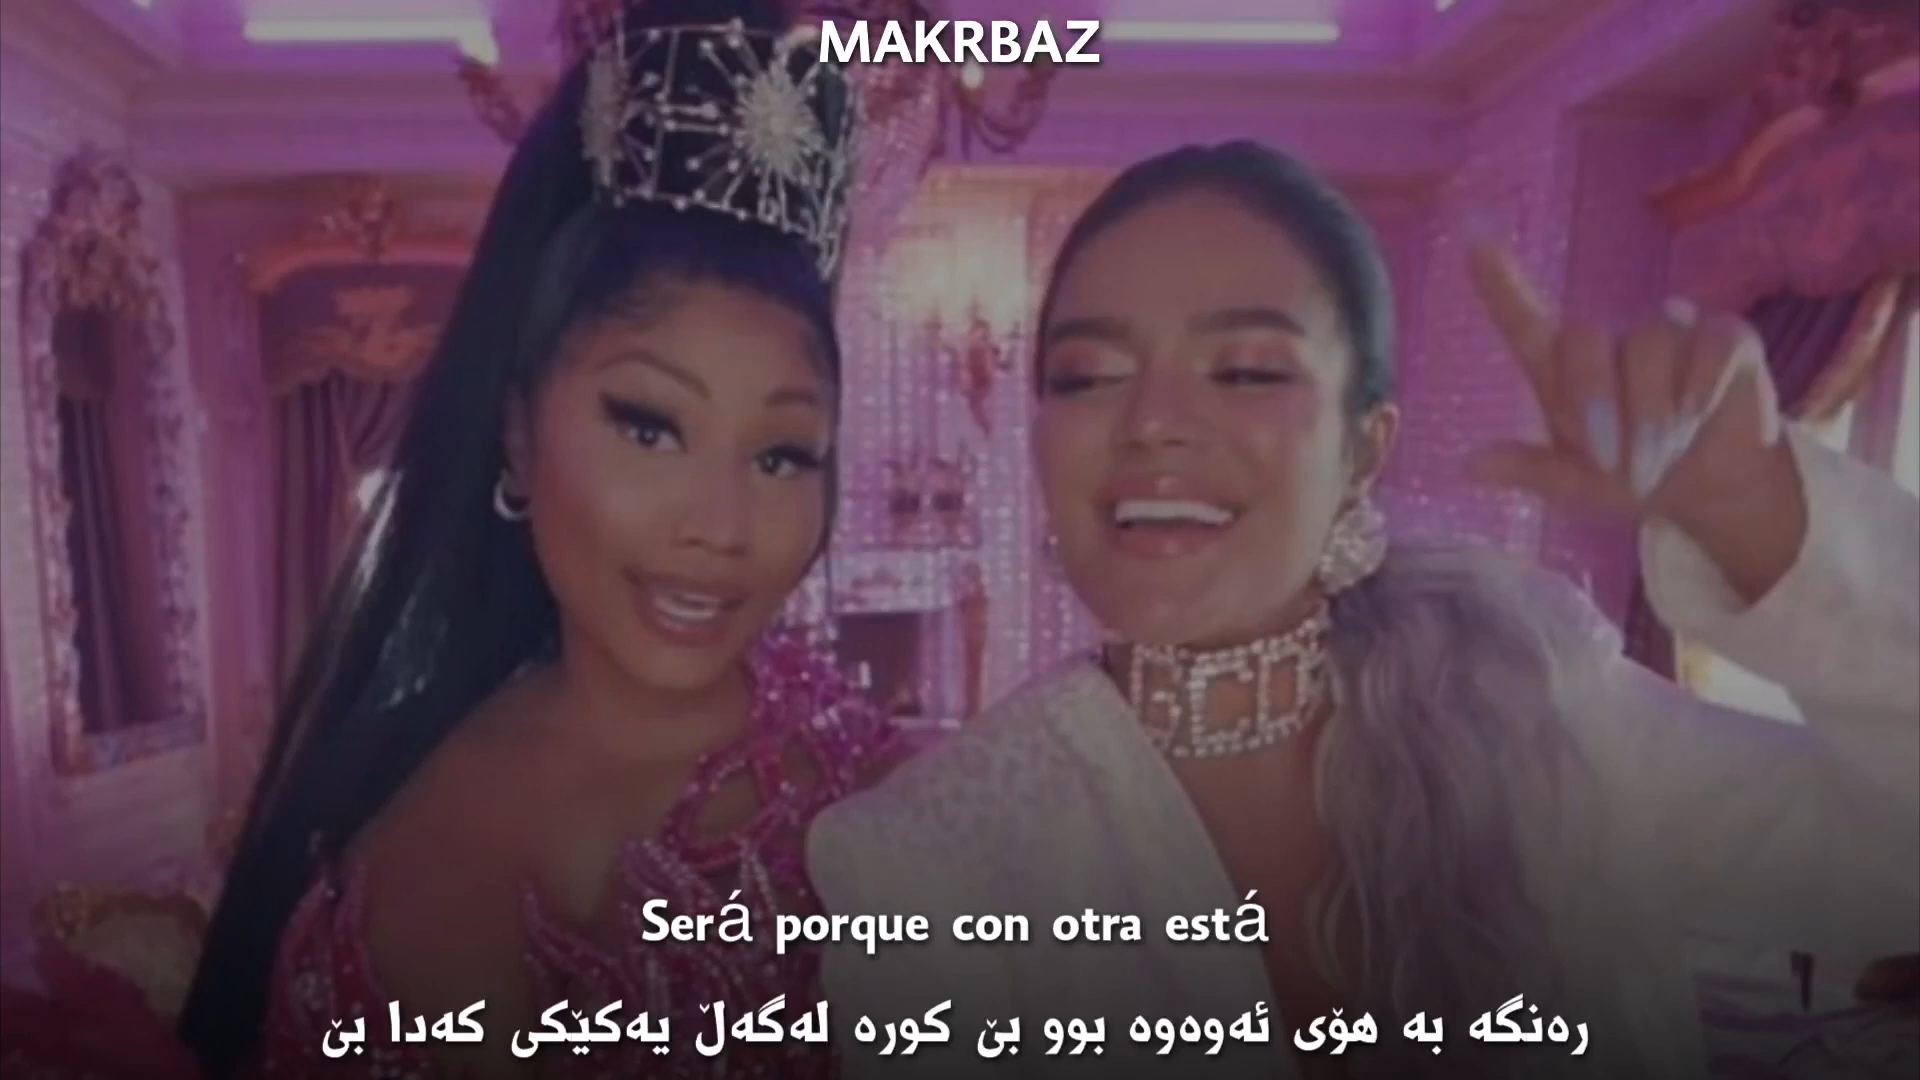 MAKRBAZ
Será porque con otra está
ڕەنگە بە هۆی ئەوەوە بوو بێ کورە لەگەڵ یەکێکی کەدا بێ